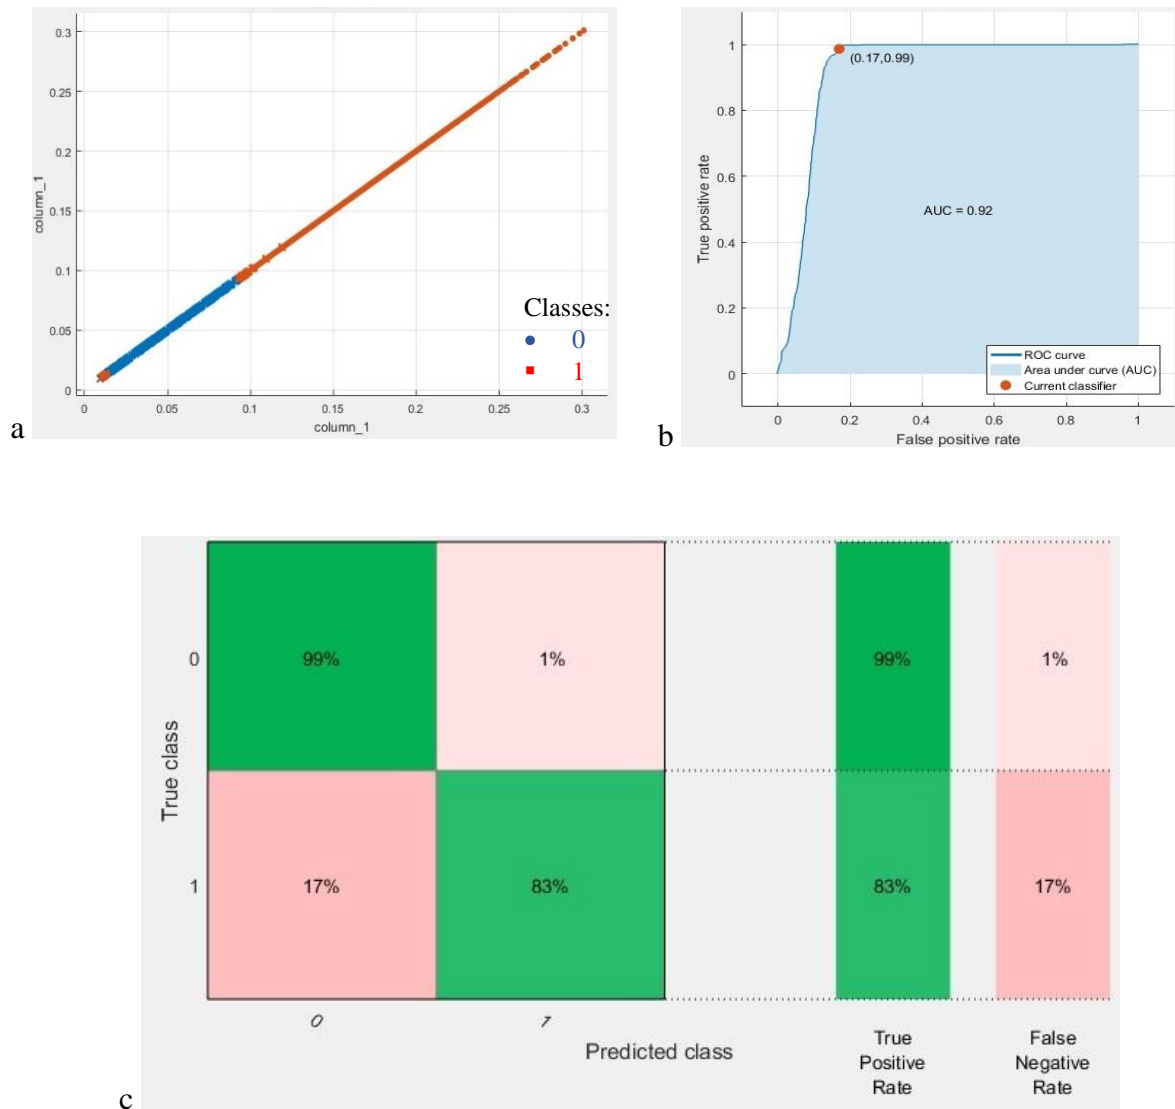 0.3
0.25
0.2
0.15
0.1
0.05
0
column_1
0 0.05 0.1 0.15 0.2 0.25 0.3
column_1
Classes:
0
1
a
1
0.8
0.6
0.4
0.2
0
True positive rate
(0.17,0.99)
AUC = 0.92
ROC curve
Area under curve (AUC)
Current classifier
0 0.2 0.4 0.6 0.8 1
False positive rate
b
True class
0
99% 1% 99% 1%
1
17% 83% 83% 17%
0 1
Predicted class
True
Positive
Rate
False
Negative
Rate
c